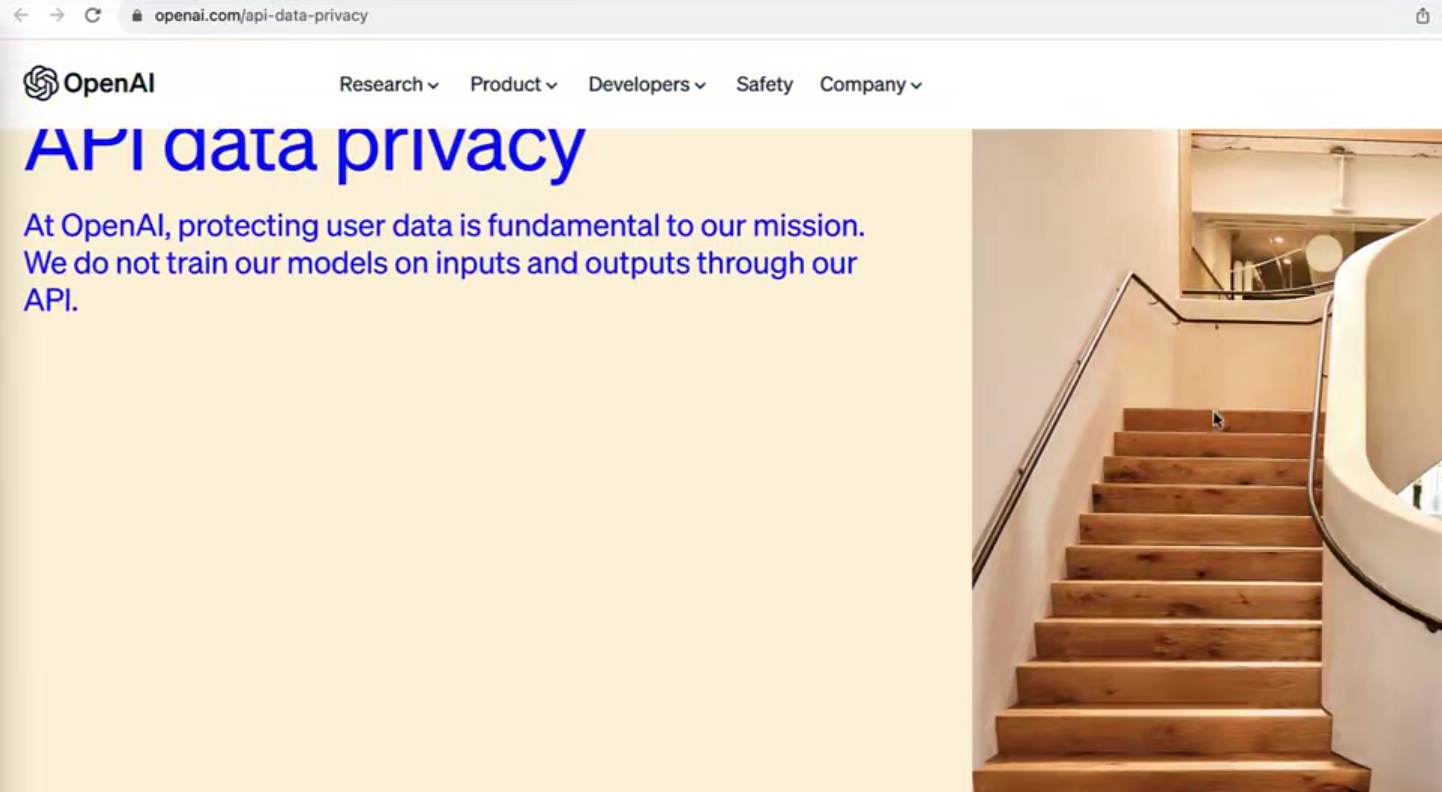 openai.com/api-data-privacy
OpenAI
Research
Product
Developers
Safety
Company
API data privacy
At OpenAI, protecting user data is fundamental to our mission.
We do not train our models on inputs and outputs through our
API.